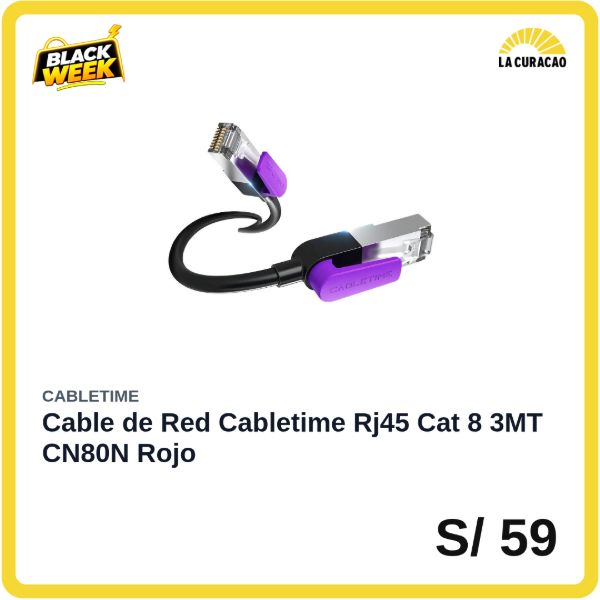 BLACK
WEEK
LA CURACAO
CABLETIME
CABLETIME
Cable de Red Cabletime Rj45 Cat 8 3MT
CN80N Rojo
S/ 59